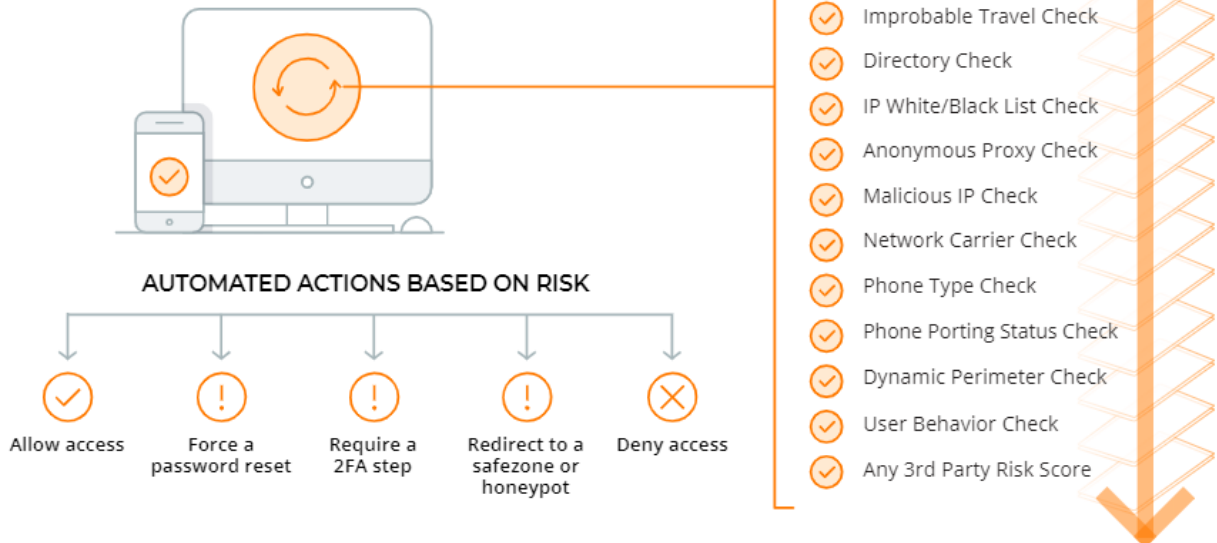 Improbable Travel Check
Directory Check
IP White/Black List Check
Anonymous Proxy Check
Malicious IP Check
Network Carrier Check
Phone Type Check
Phone Porting Status Check
Dynamic Perimeter Check
User Behavior Check
Any 3rd Party Risk Score
AUTOMATED ACTIONS BASED ON RISK
Allow access
Force a
password reset
Require a
2FA step
Redirect to a
safezone or
honeypot
Deny access